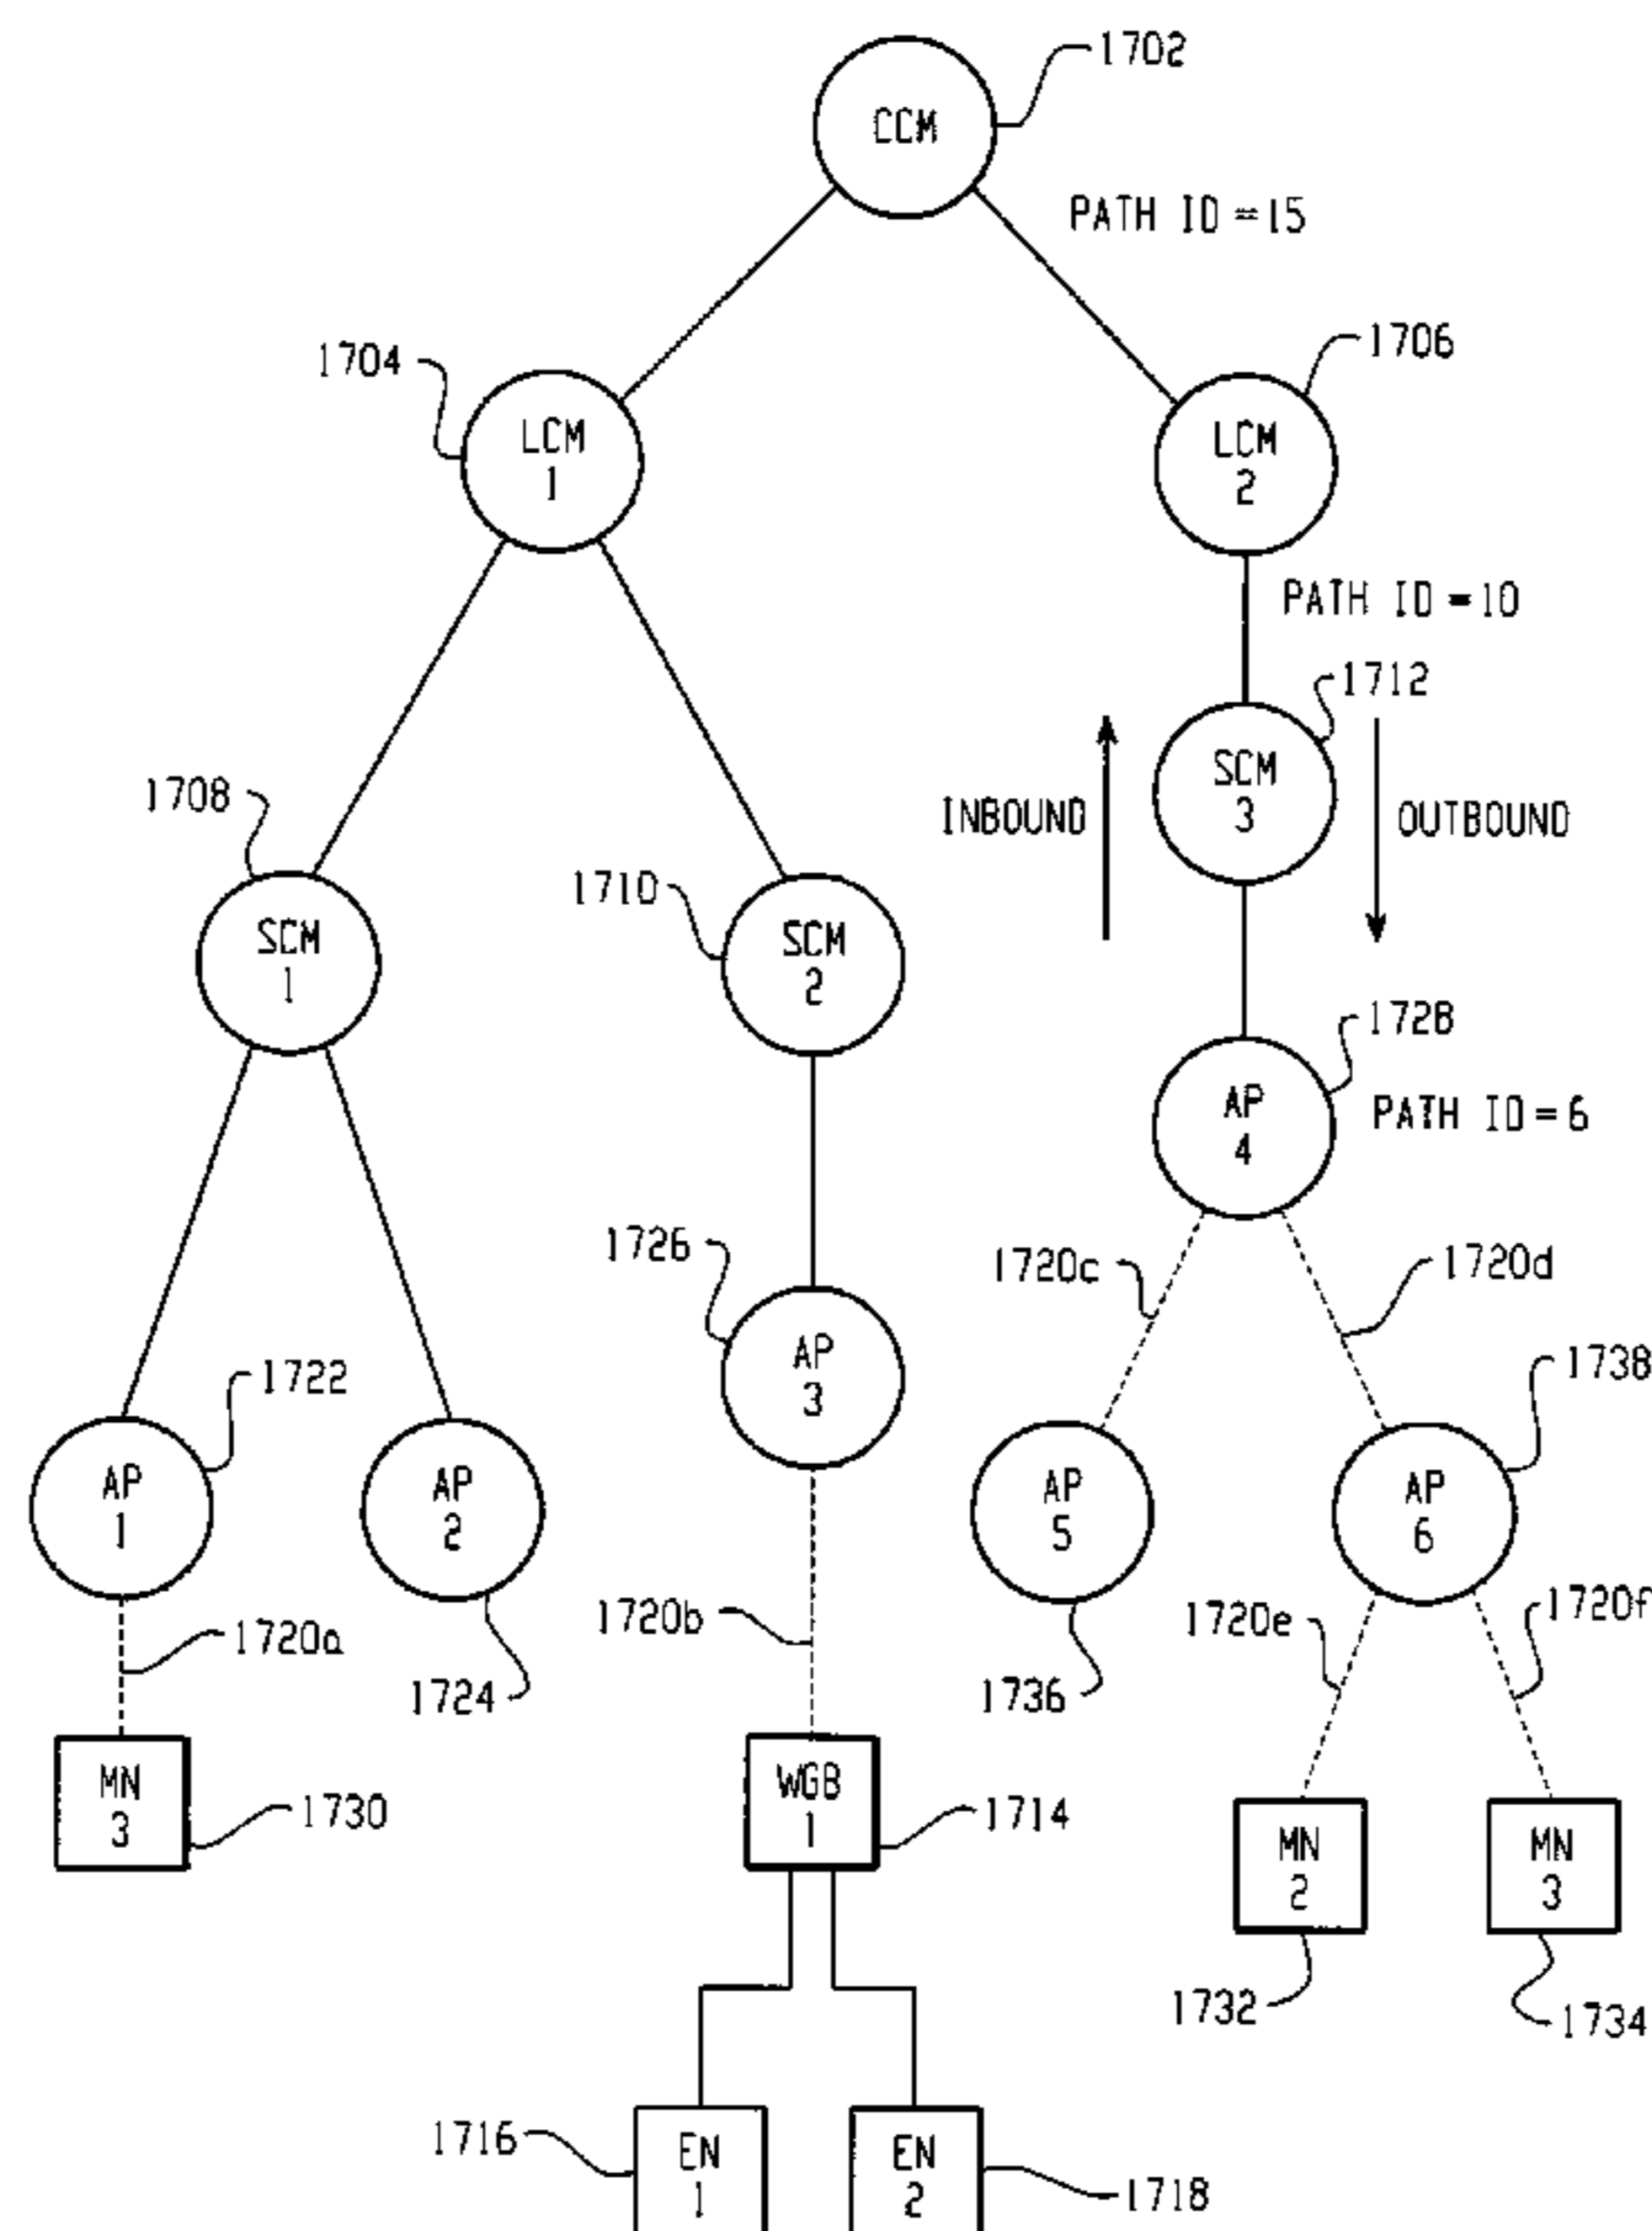 1702
CCM
PATH ID = 15
1704
1706
LCM
1
LCM
2
PATH ID = 10
1712
1708
SCM
3
INBOUND
OUTBOUND
1710
SCM
1
SCM
2
1728
AP
4
PATH ID = 6
1726
1720c
1720d
1722
AP
3
1738
AP
1
AP
2
AP
5
AP
6
1720a
1720b
1720e
1720f
1724
1736
MN
3
1730
WGB
1
1714
MN
2
MN
3
1732
1734
1716
EN
1
EN
2
1718